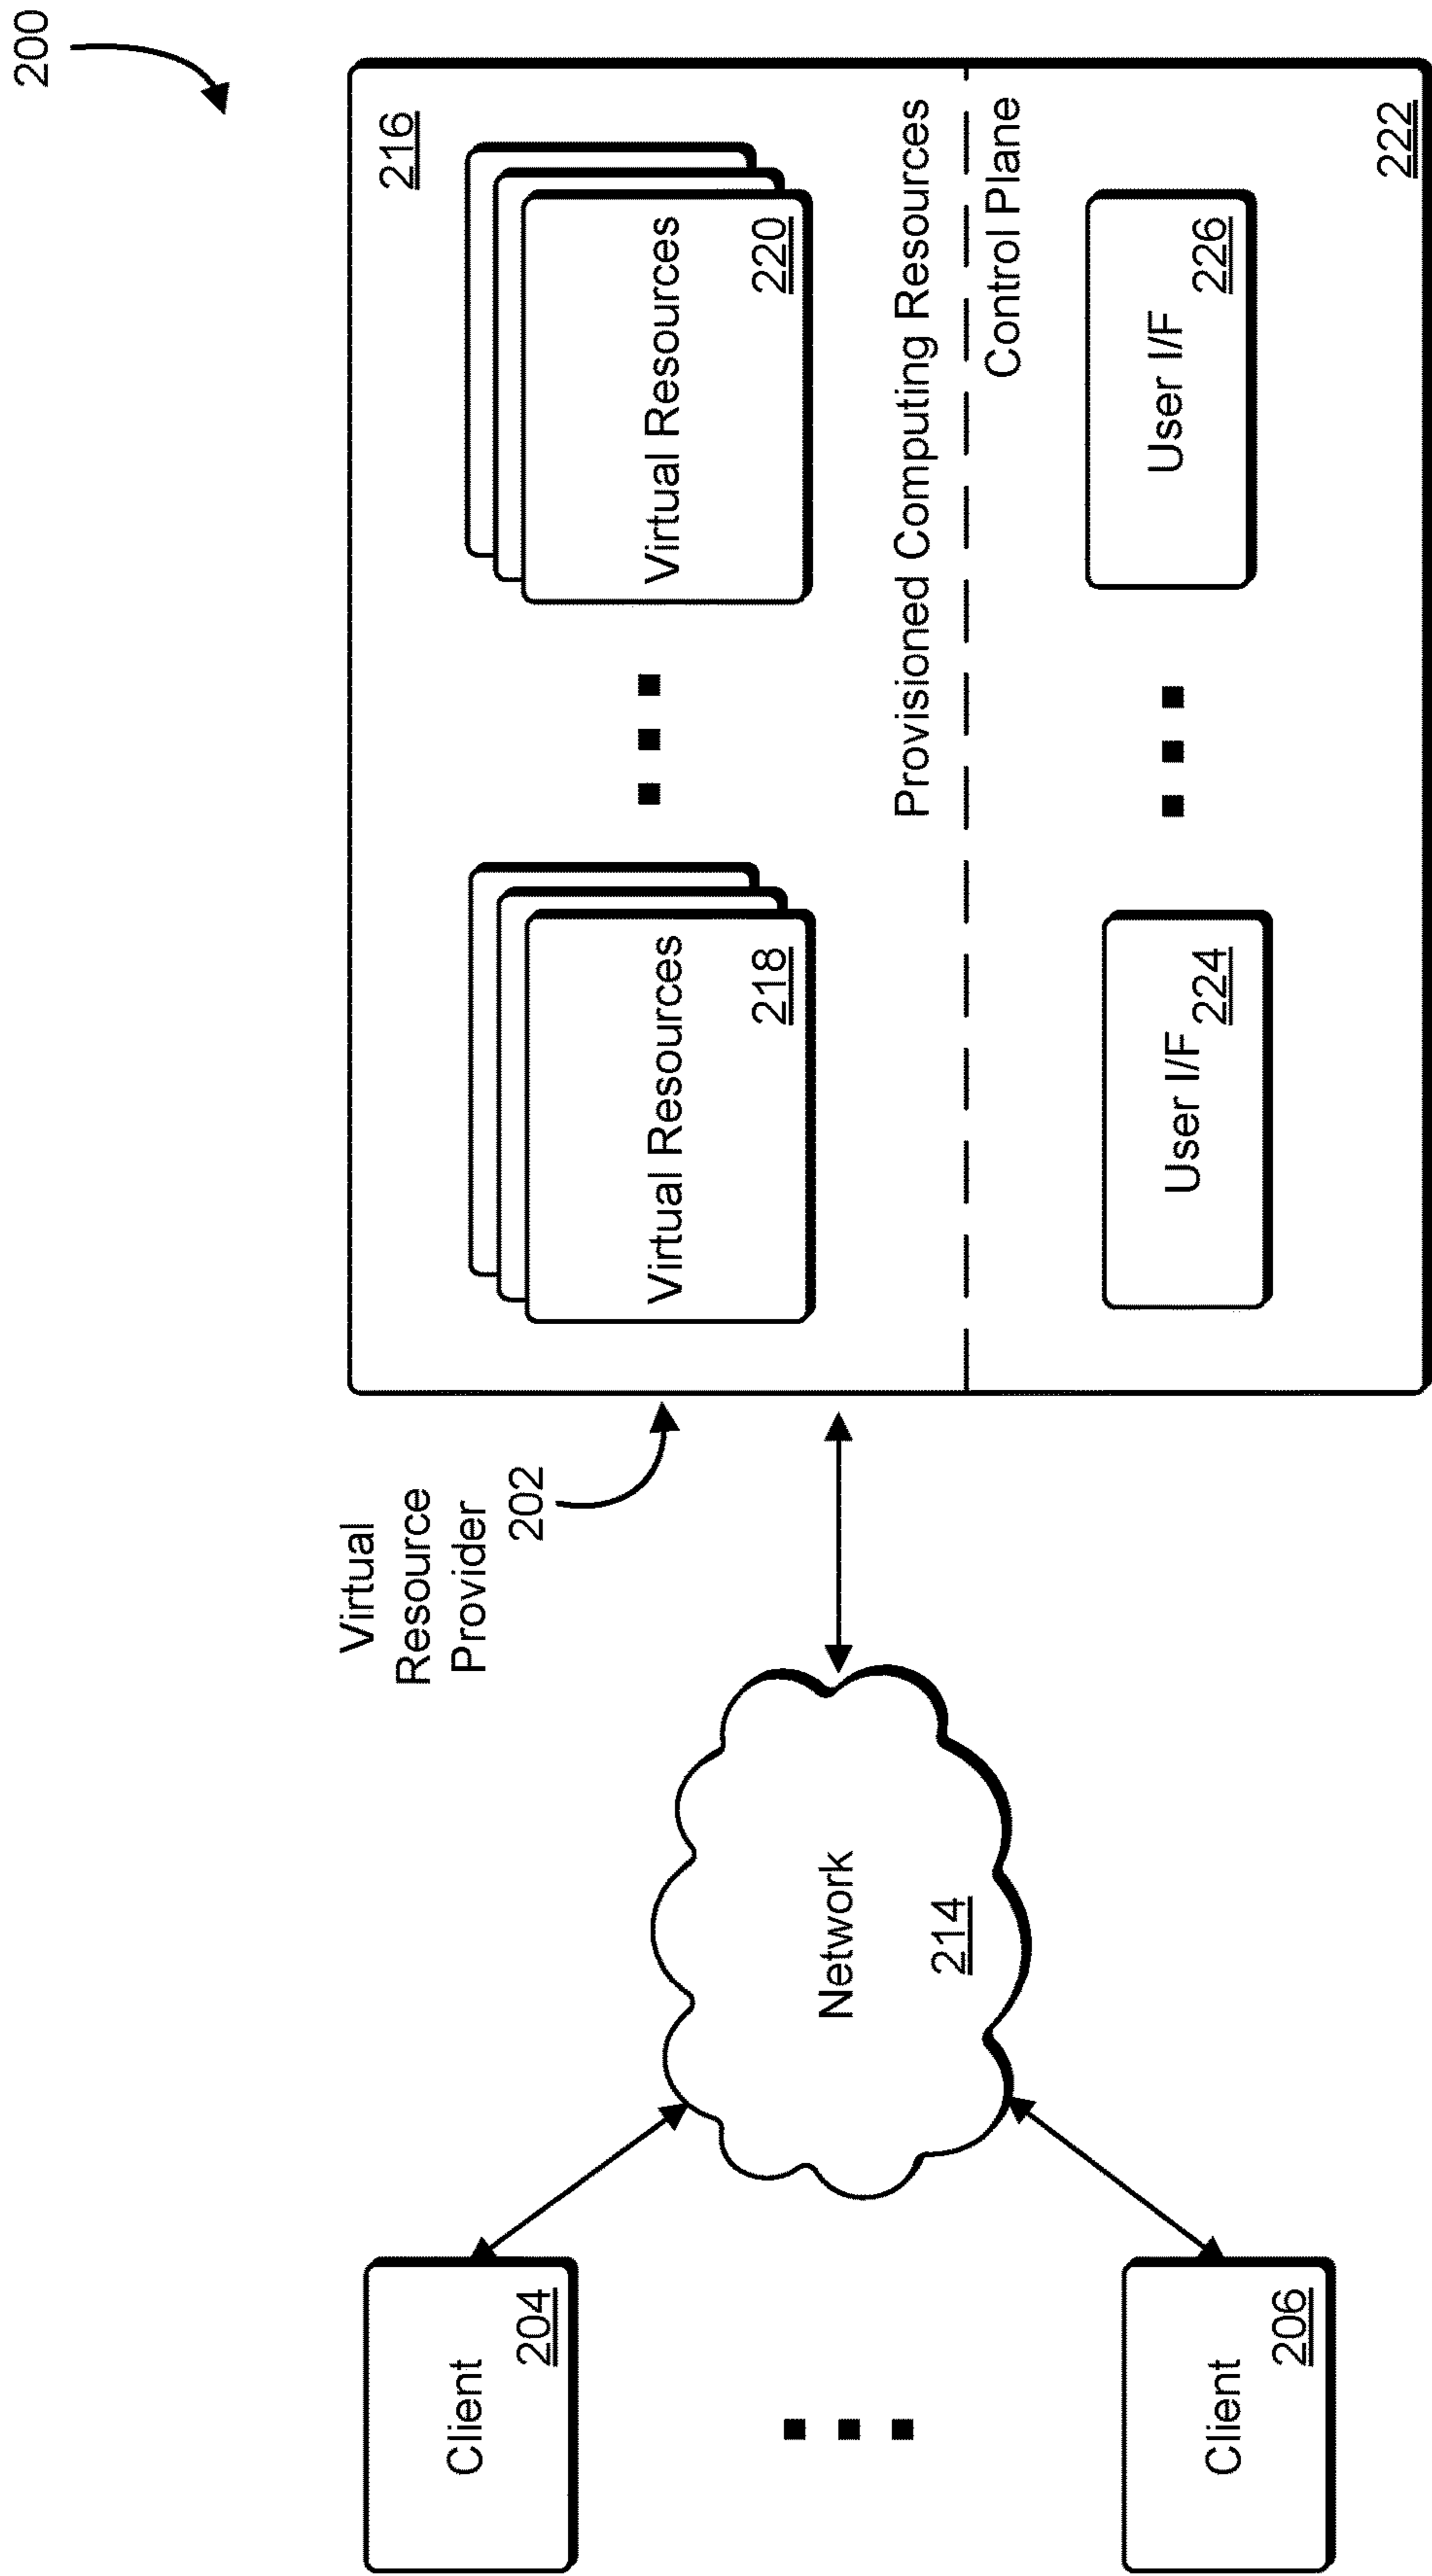 200
Virtual
Resource
Provider
202
216
Virtual Resources
218
Virtual Resources
220
Provisioned Computing Resources
Control Plane
User I/F
224
User I/F
226
222
Client
204
Network
214
Client
206